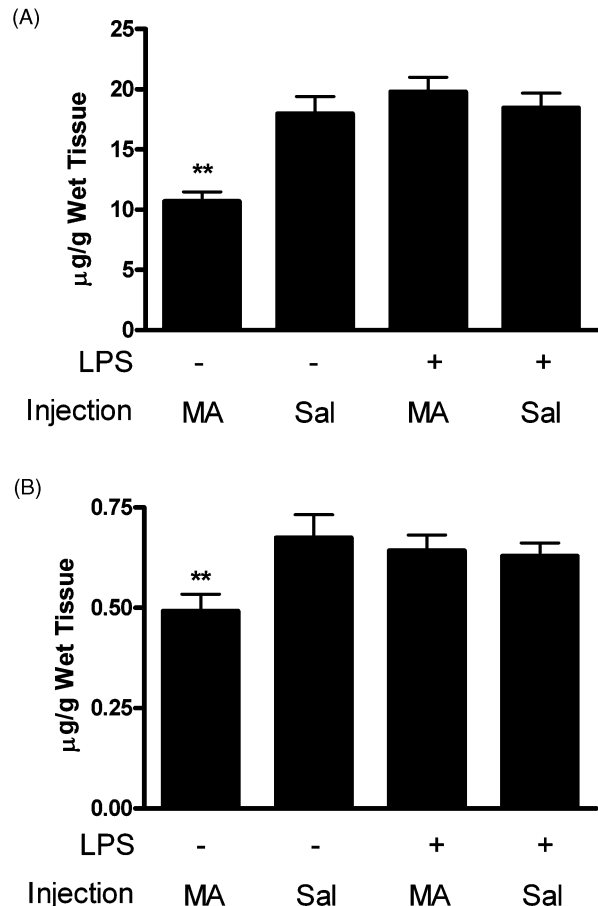 (A)
25
20
15
10
5
0
µg/g Wet Tissue
**
LPS - - + +
Injection MA Sal MA Sal
(B)
0.75
0.50
0.25
0.00
µg/g Wet Tissue
**
LPS - - + +
Injection MA Sal MA Sal